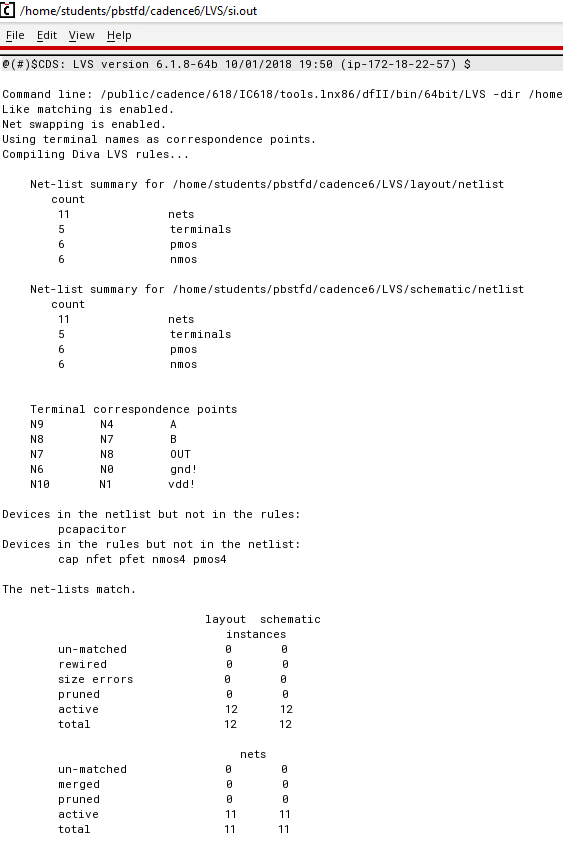 /home/students/pbstfd/cadence6/LVS/si.out
File Edit View Help
@(#)$CDS: LVS version 6.1.8-64b 10/01/2018 19:50 (ip-172-18-22-57) $
Command line: /public/cadence/618/IC618/tools.lnx86/dfII/bin/64bit/LVS -dir /home
Like matching is enabled.
Net swapping is enabled.
Using terminal names as correspondence points.
Compiling Diva LVS rules...
Net-list summary for /home/students/pbstfd/cadence6/LVS/layout/netlist
count
11 nets
5 terminals
6 pmos
6 nmos
Net-list summary for /home/students/pbstfd/cadence6/LVS/schematic/netlist
count
11 nets
5 terminals
6 pmos
6 nmos
Terminal correspondence points
N9 N4 A
N8 N7 B
N7 N8 OUT
N6 N0 gnd!
N10 N1 vdd!
Devices in the netlist but not in the rules:
pcapacitor
Devices in the rules but not in the netlist:
cap nfet pfet nmos4 pmos4
The net-lists match.
layout schematic
instances
un-matched 0 0
rewired 0 0
size errors 0 0
pruned 0 0
active 12 12
total 12 12
nets
un-matched 0 0
merged 0 0
pruned 0 0
active 11 11
total 11 11